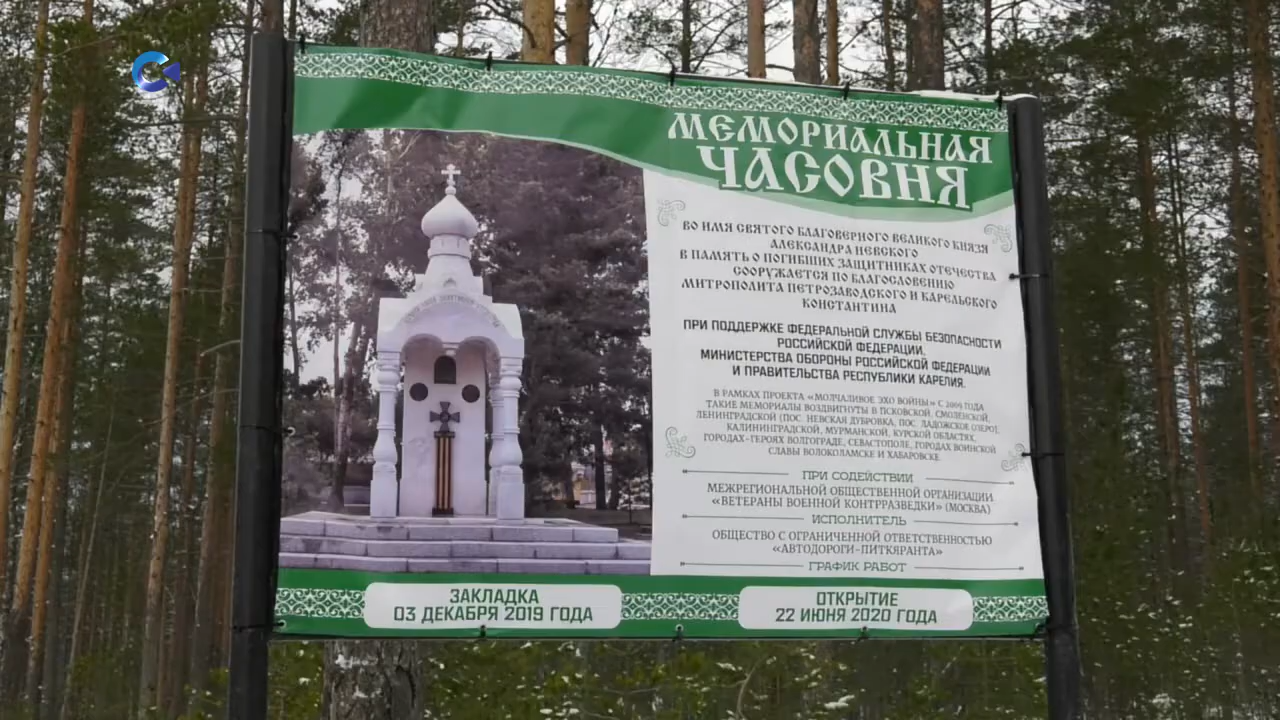 МЕМОРИАЛЬНАЯ
ЧАСОВНЯ
ВО ИМЯ СВЯТОГО БЛАГОВЕРНОГО ВЕЛИКОГО КНЯЗЯ
АЛЕКСАНДРА НЕВСКОГО
В ПАМЯТЬ О ПОГИБШИХ ЗАЩИТНИКАХ ОТЕЧЕСТВА
СООРУЖАЕТСЯ ПО БЛАГОСЛОВЕНИЮ
МИТРОПОЛИТА ПЕТРОЗАВОДСКОГО И КАРЕЛЬСКОГО
КОНСТАНТИНА
ПРИ ПОДДЕРЖКЕ ФЕДЕРАЛЬНОЙ СЛУЖБЫ БЕЗОПАСНОСТИ
РОССИЙСКОЙ ФЕДЕРАЦИИ,
МИНИСТЕРСТВА ОБОРОНЫ РОССИЙСКОЙ ФЕДЕРАЦИИ
И ПРАВИТЕЛЬСТВА РЕСПУБЛИКИ КАРЕЛИЯ.
В РАМКАХ ПРОЕКТА «МОЛЧАЛИВОЕ ЭХО ВОЙНЫ» С 2009 ГОДА
ТАКИЕ МЕМОРИАЛЫ ВОЗДВИГНУТЫ В ПСКОВСКОЙ, СМОЛЕНСКОЙ,
ЛЕНИНГРАДСКОЙ (ПОС. НЕВСКАЯ ДУБРОВКА, ПОС. ЛАДОЖСКОЕ ОЗЕРО),
КАЛИНИНГРАДСКОЙ, МУРМАНСКОЙ, КУРСКОЙ ОБЛАСТЯХ,
ГОРОДАХ-ГЕРОЯХ ВОЛГОГРАДЕ, СЕВАСТОПОЛЕ, ГОРОДАХ ВОИНСКОЙ
СЛАВЫ ВОЛОКОЛАМСКЕ И ХАБАРОВСКЕ.
ПРИ СОДЕЙСТВИИ
МЕЖРЕГИОНАЛЬНОЙ ОБЩЕСТВЕННОЙ ОРГАНИЗАЦИИ
«ВЕТЕРАНЫ ВОЕННОЙ КОНТРРАЗВЕДКИ» (МОСКВА)
ИСПОЛНИТЕЛЬ
ОБЩЕСТВО С ОГРАНИЧЕННОЙ ОТВЕТСТВЕННОСТЬЮ
«АВТОДОРОГИ-ПИТКЯРАНТА»
ГРАФИК РАБОТ
ЗАКЛАДКА
03 ДЕКАБРЯ 2019 ГОДА
ОТКРЫТИЕ
22 ИЮНЯ 2020 ГОДА